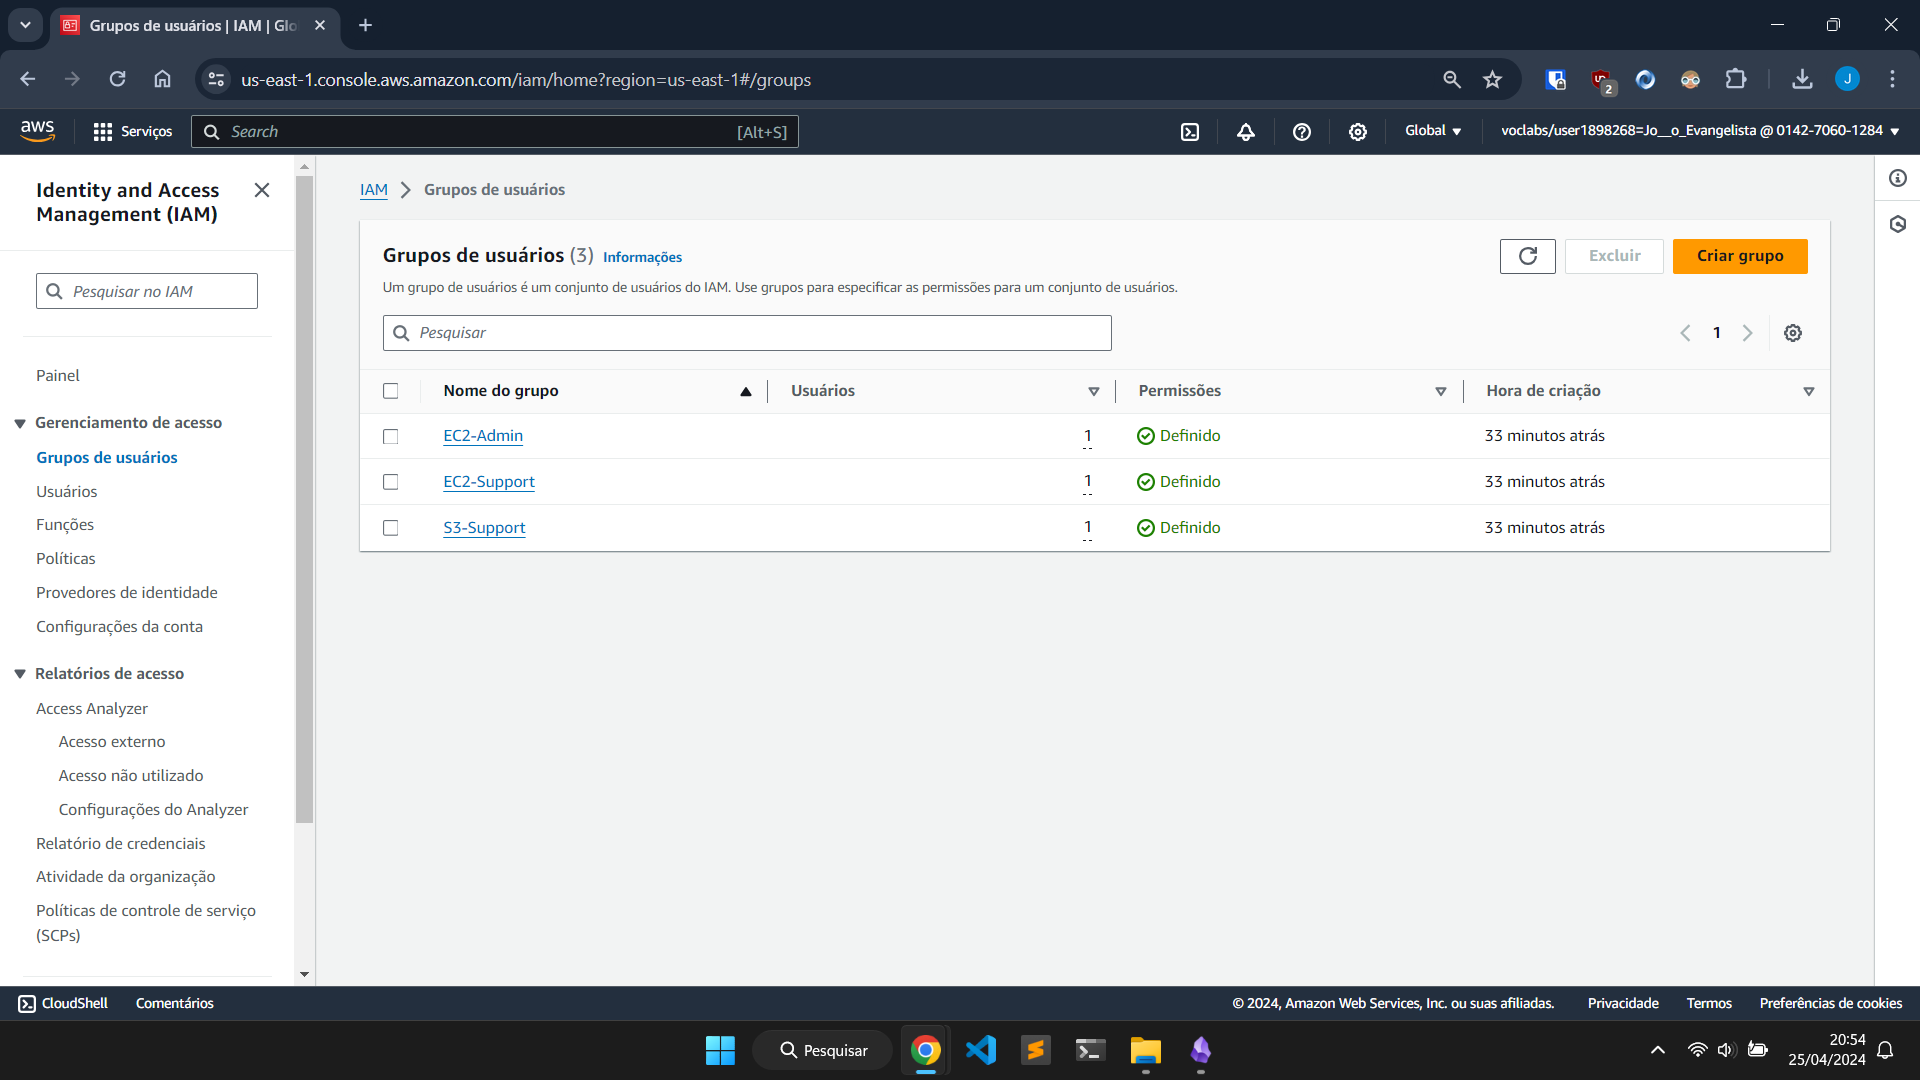 Grupos de usuários | IAM | Glo
us-east-1.console.aws.amazon.com/iam/home?region=us-east-1#/groups
2
J
aws
Serviços
Search
[Alt+S]
Global
voclabs/user1898268=Jo__o_Evangelista @ 0142-7060-1284
Identity and Access
Management (IAM)
Pesquisar no IAM
Painel
Gerenciamento de acesso
Grupos de usuários
Usuários
Funções
Políticas
Provedores de identidade
Configurações da conta
Relatórios de acesso
Access Analyzer
Acesso externo
Acesso não utilizado
Configurações do Analyzer
Relatório de credenciais
Atividade da organização
Políticas de controle de serviço
(SCPs)
IAM > Grupos de usuários
Grupos de usuários (3) Informações
Excluir
Criar grupo
Um grupo de usuários é um conjunto de usuários do IAM. Use grupos para especificar as permissões para um conjunto de usuários.
Pesquisar
1
Nome do grupo Usuários Permissões Hora de criação
EC2-Admin 1 Definido 33 minutos atrás
EC2-Support 1 Definido 33 minutos atrás
S3-Support 1 Definido 33 minutos atrás
CloudShell Comentários
© 2024, Amazon Web Services, Inc. ou suas afiliadas. Privacidade Termos Preferências de cookies
Pesquisar
20:54
25/04/2024